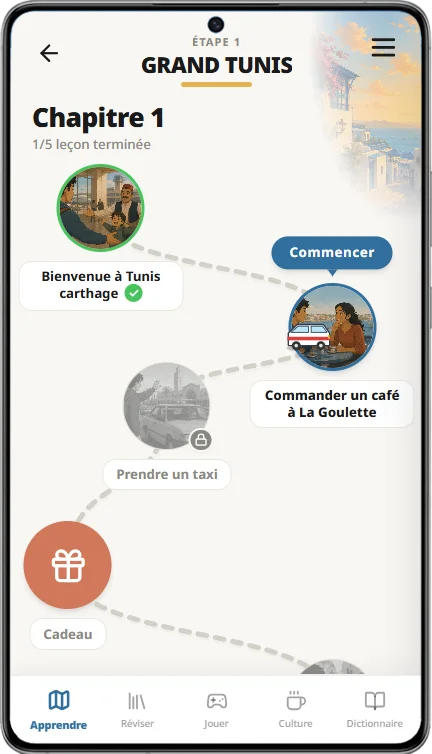 ÉTAPE 1
GRAND TUNIS
Chapitre 1
1/5 leçon terminée
Bienvenue à Tunis
carthage
Commencer
Commander un café
à La Goulette
Prendre un taxi
Cadeau
Apprendre
Réviser
Jouer
Culture
Dictionnaire